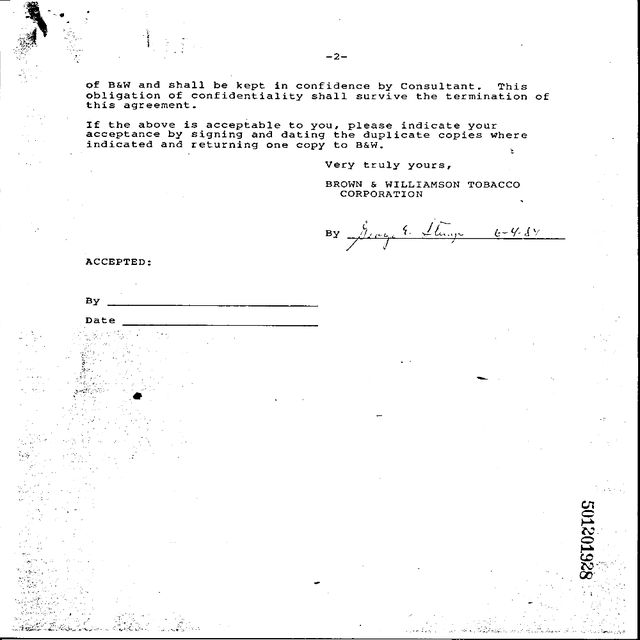 -2-
of B&W and shall be kept in confidence by Consultant. This
obligation of confidentiality shall survive the termination of
this agreement.
If the above is acceptable to you, please indicate your
acceptance by signing and dating the duplicate copies where
indicated and returning one copy to B&W.
Very truly yours,
BROWN & WILLIAMSON TOBACCO
CORPORATION
By George E. 6-4-84
ACCEPTED:
By
Date
501201928